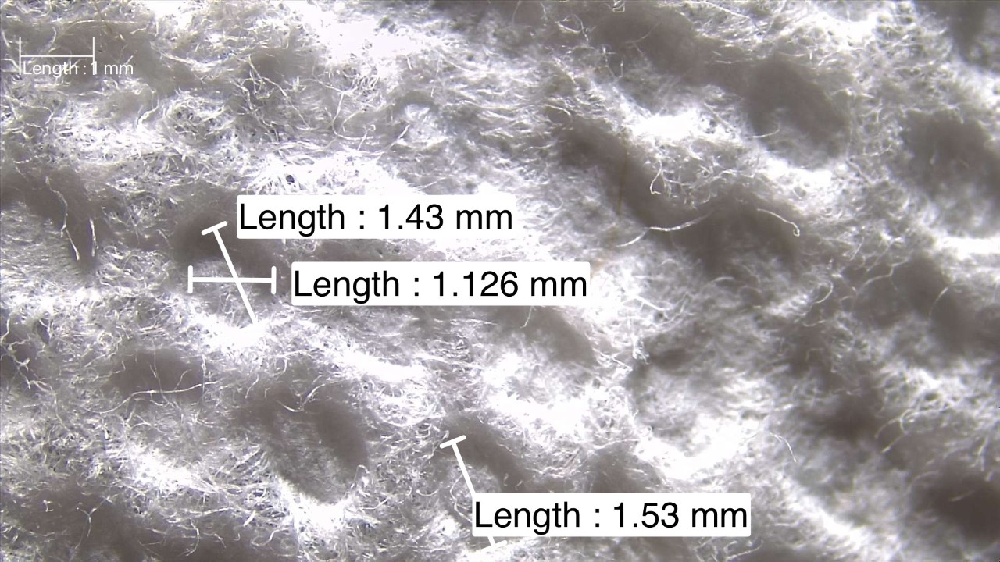 Length : 1 mm
Length : 1.43 mm
Length : 1.126 mm
Length : 1.53 mm